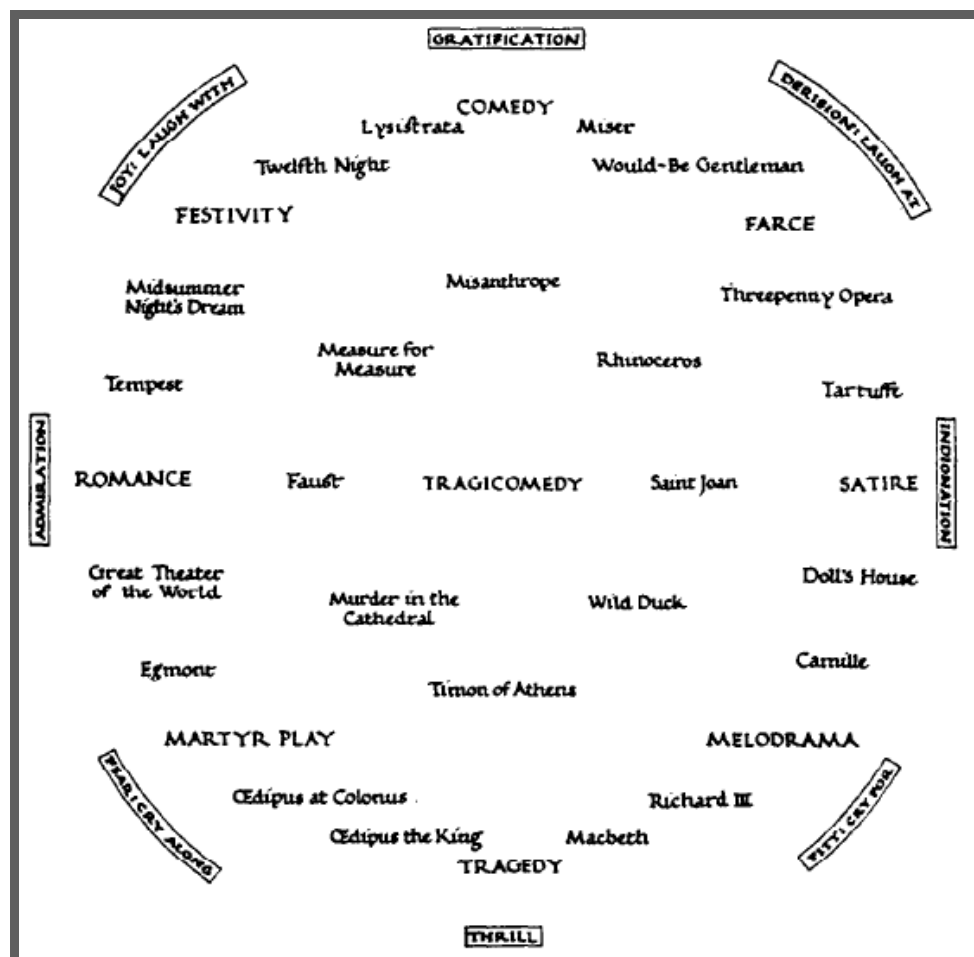 GRATIFICATION
JOY: LAUGH WITH
DERISION: LAUGH AT
COMEDY
Lysistrata
Miser
Twelfth Night
Would-Be Gentleman
FESTIVITY
FARCE
Midsummer
Night's Dream
Misanthrope
Threepenny Opera
Measure for
Measure
Rhinoceros
Tempest
Tartuffe
ADMIRATION
ROMANCE
Faust
TRAGICOMEDY
Saint Joan
SATIRE
INDIGNATION
Great Theater
of the World
Doll's House
Murder in the
Cathedral
Wild Duck
Egmont
Camille
Timon of Athens
MARTYR PLAY
MELODRAMA
FEAR: CRY ALONG
PITY: CRY FOR
Œdipus at Colonus
Richard III
Œdipus the King
Macbeth
TRAGEDY
THRILL